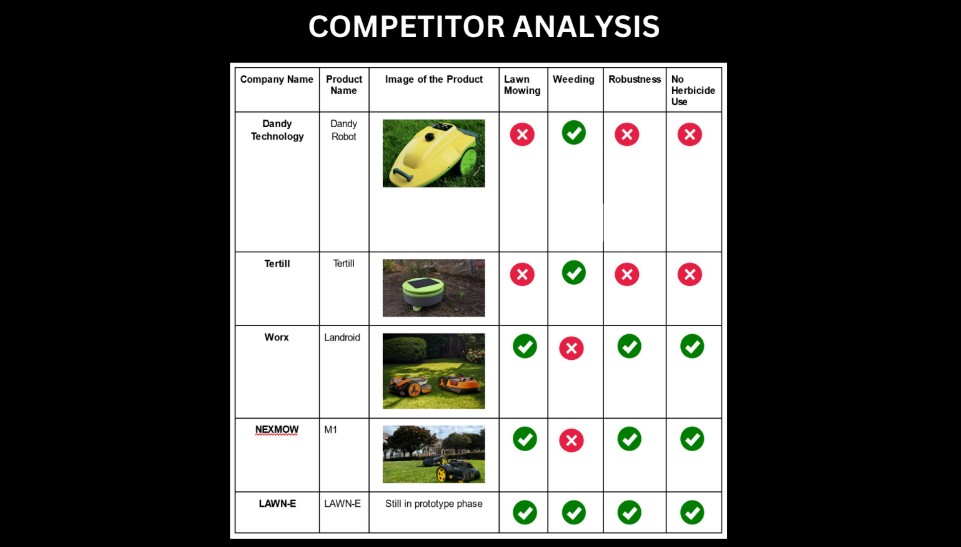 COMPETITOR ANALYSIS
Company Name Product Name Image of the Product Lawn Mowing Weeding Robustness No Herbicide Use
Dandy Technology Dandy Robot
Tertill Tertill
Worx Landroid
NEXMOW M1
LAWN-E LAWN-E Still in prototype phase